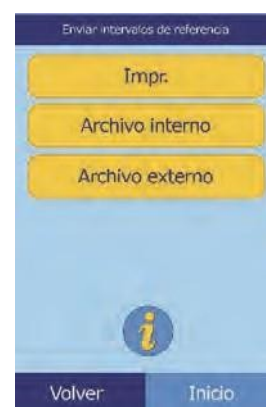 Enviar intervalos de referencia
Impr.
Archivo interno
Archivo externo
i
Volver
Inicio